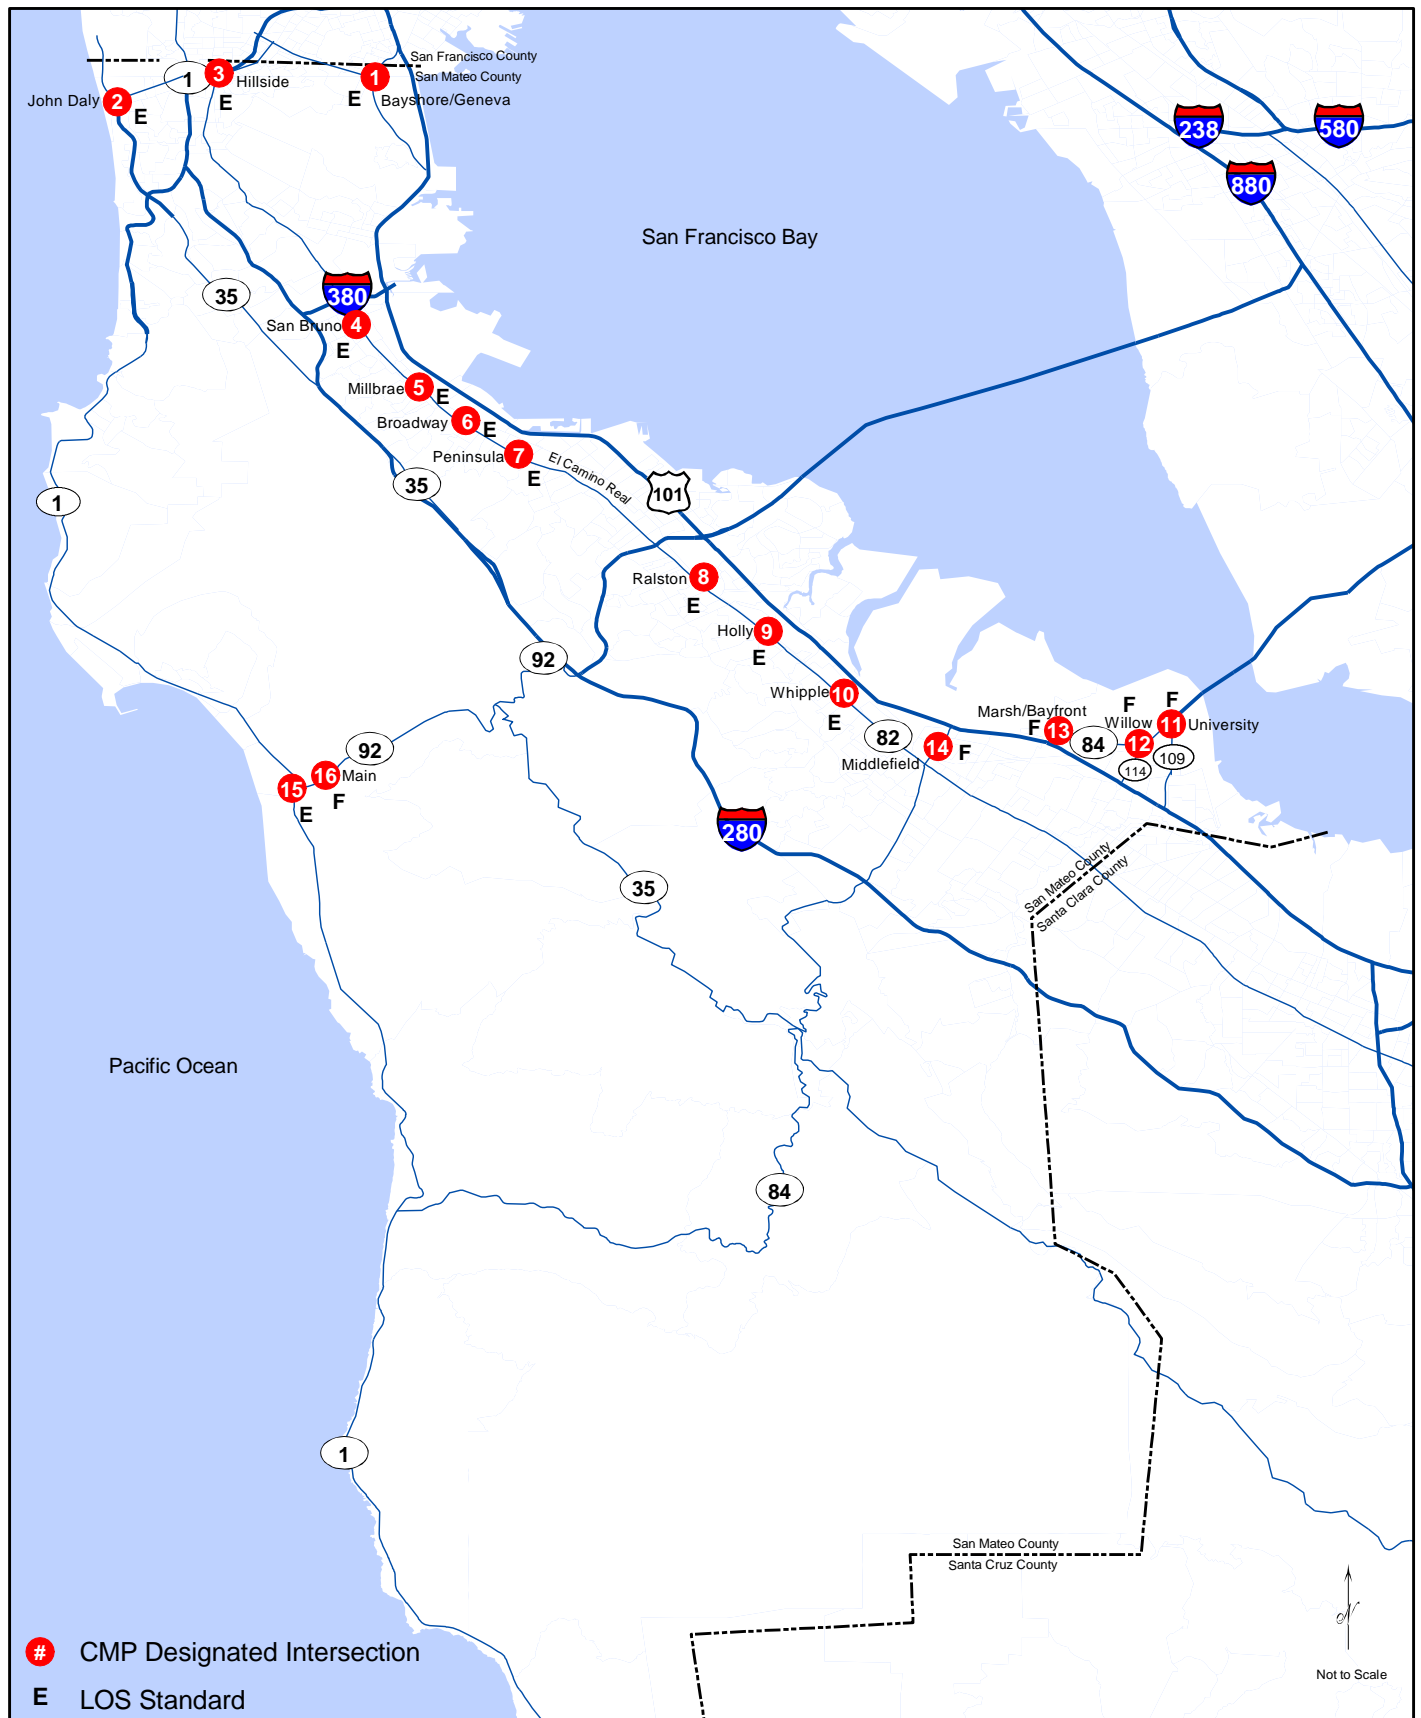 San Francisco County
San Mateo County
1
3
Hillside
E
1
E
Bayshore/Geneva
John Daly
2
E
238
580
880
San Francisco Bay
35
380
San Bruno
4
E
Millbrae
5
E
Broadway
6
E
Peninsula
7
E
El Camino Real
101
35
1
Ralston
8
E
Holly
9
E
92
Whipple
10
E
82
Middlefield
14
F
Marsh/Bayfront
F
13
84
F
Willow
12
F
11
University
114
109
92
16
Main
F
15
E
280
San Mateo County
Santa Clara County
35
Pacific Ocean
84
1
San Mateo County
Santa Cruz County
N
Not to Scale
# CMP Designated Intersection
E LOS Standard